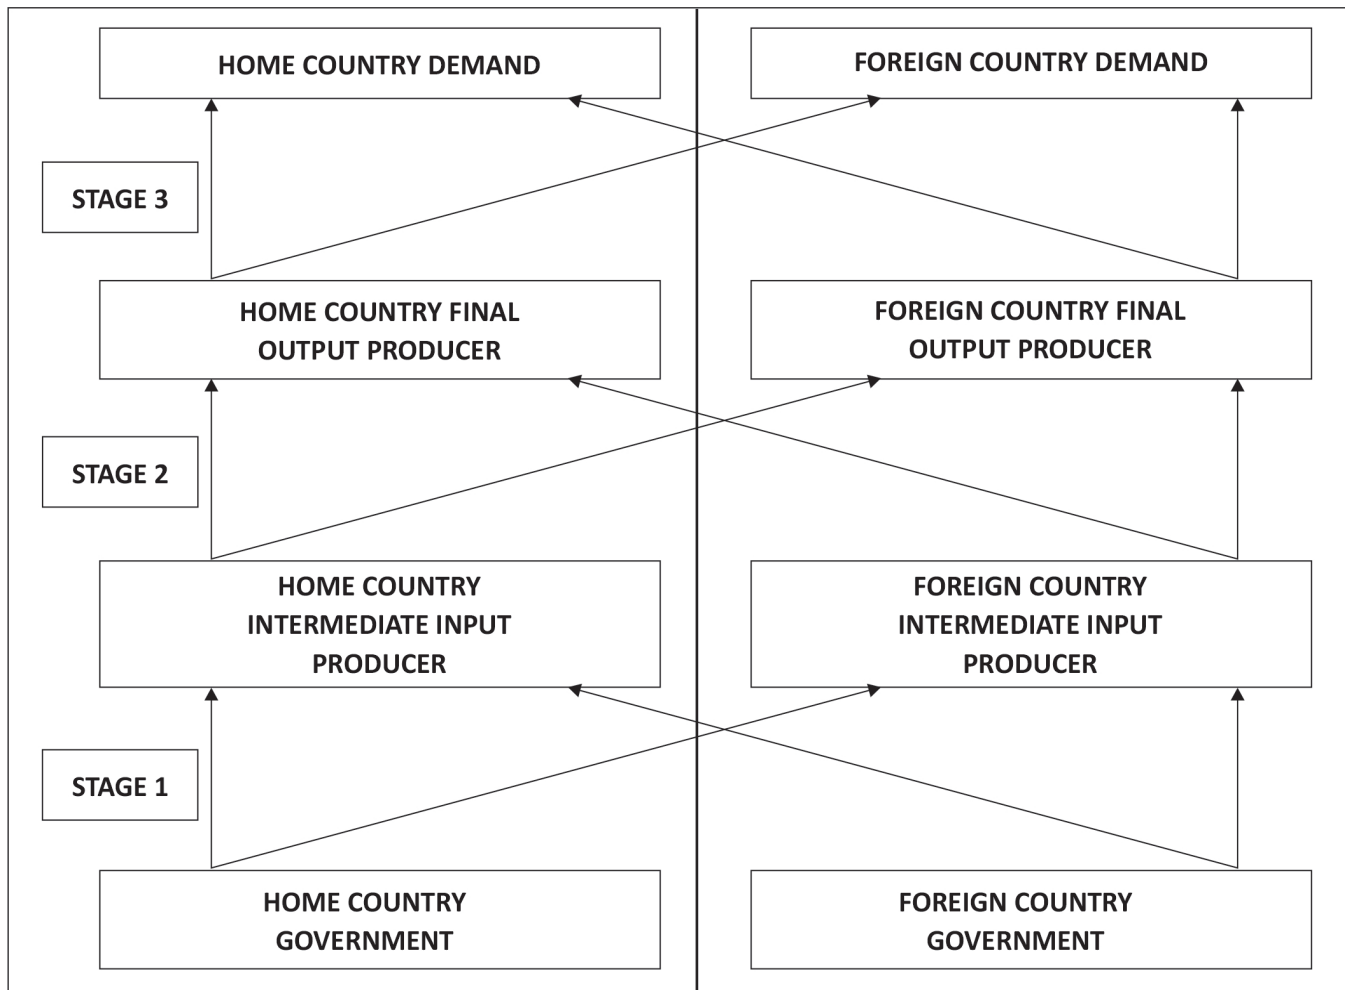 HOME COUNTRY DEMAND
FOREIGN COUNTRY DEMAND
STAGE 3
HOME COUNTRY FINAL
OUTPUT PRODUCER
FOREIGN COUNTRY FINAL
OUTPUT PRODUCER
STAGE 2
HOME COUNTRY
INTERMEDIATE INPUT
PRODUCER
FOREIGN COUNTRY
INTERMEDIATE INPUT
PRODUCER
STAGE 1
HOME COUNTRY
GOVERNMENT
FOREIGN COUNTRY
GOVERNMENT